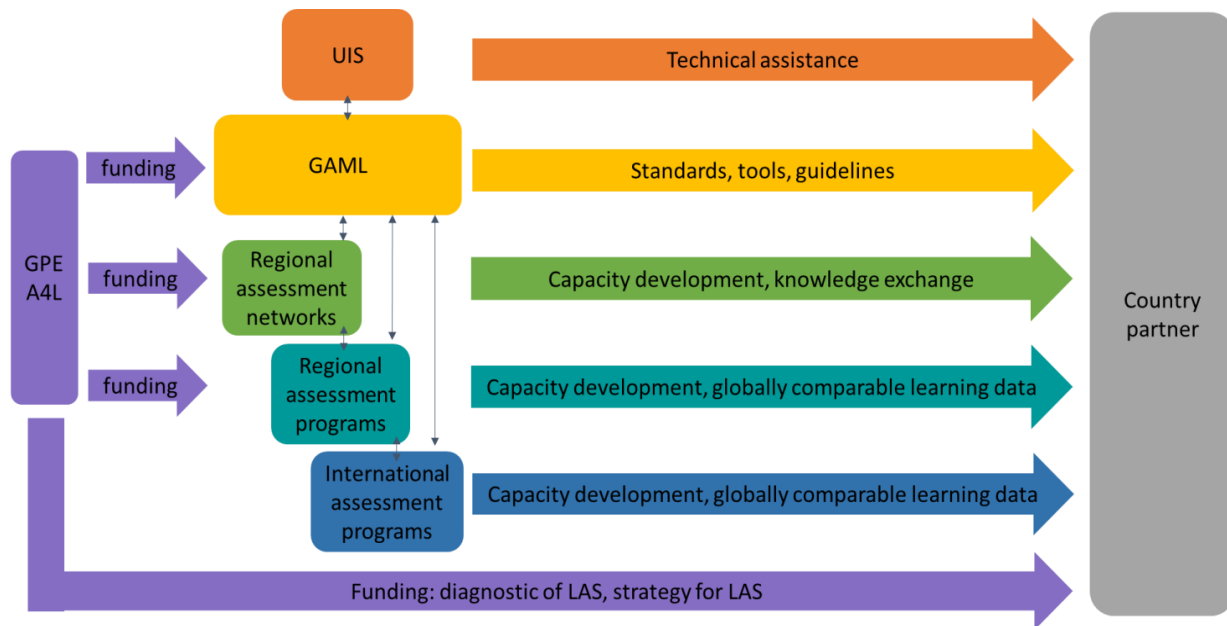 UIS
Technical assistance
funding
GAML
Standards, tools, guidelines
GPE
A4L
funding
Regional
assessment
networks
Capacity development, knowledge exchange
Country
partner
funding
Regional
assessment
programs
Capacity development, globally comparable learning data
International
assessment
programs
Capacity development, globally comparable learning data
Funding: diagnostic of LAS, strategy for LAS